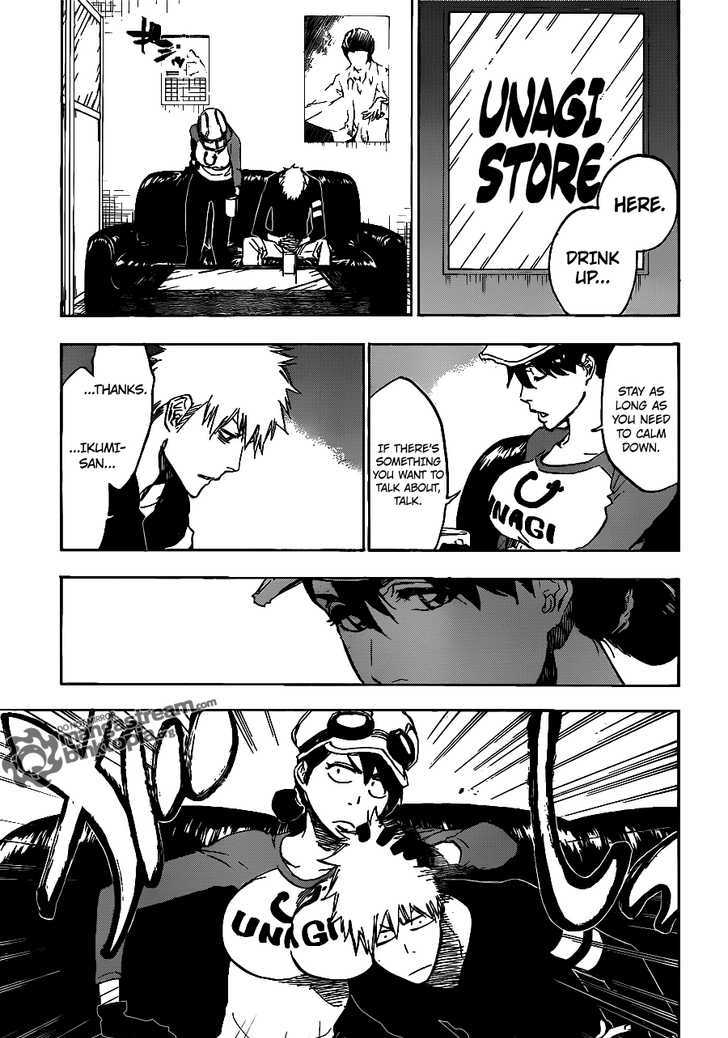 UNAGI
STORE
HERE.
DRINK
UP...
STAY AS
LONG AS
YOU NEED
TO CALM
DOWN.
IF THERE'S
SOMETHING
YOU WANT TO
TALK ABOUT,
TALK.
UNAGI
...THANKS.
...IKUMI-
SAN...
mangastream.com
UNAGI